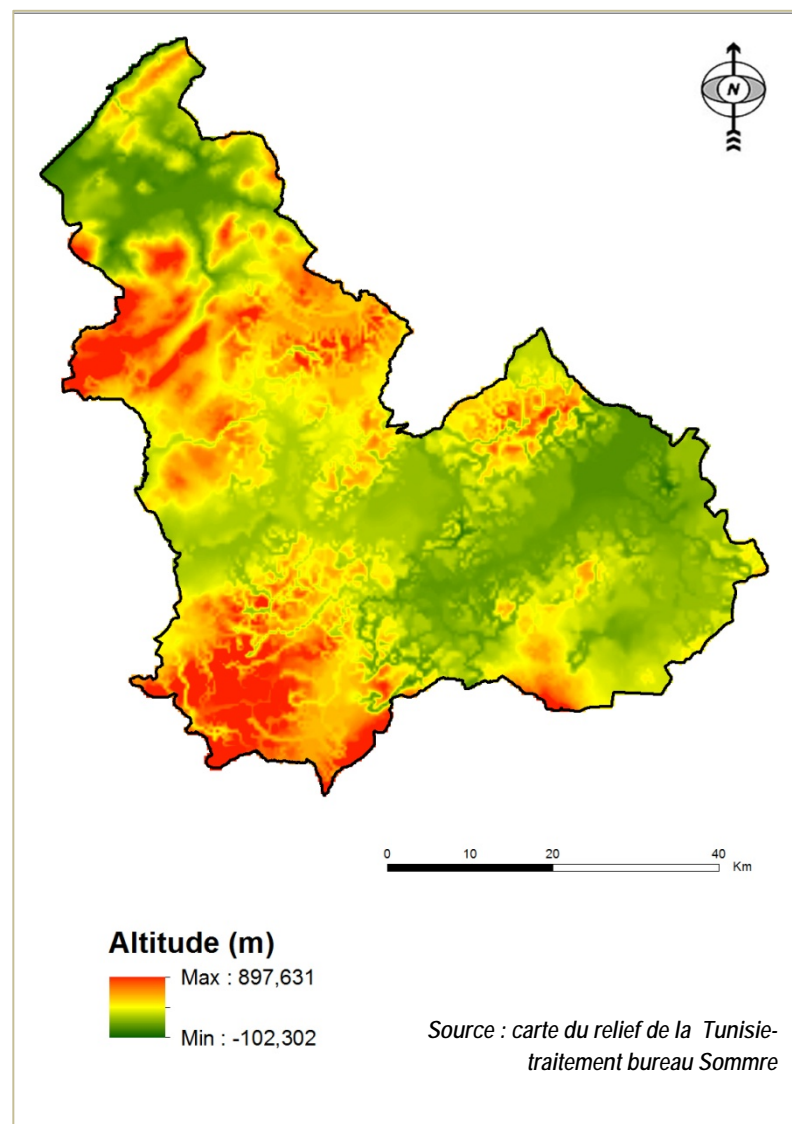 N
0 10 20 40
Km
Altitude (m)
Max : 897,631
Min : -102,302
Source : carte du relief de la Tunisie-
traitement bureau Sommre